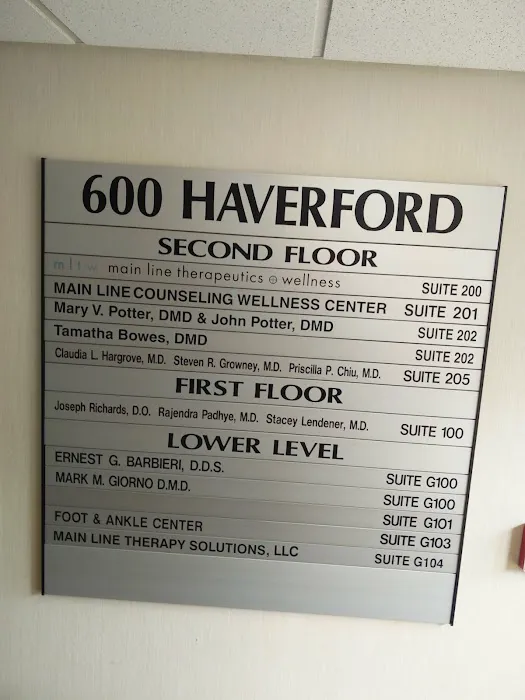 600 HAVERFORD
SECOND FLOOR
mltw main line therapeutics wellness SUITE 200
MAIN LINE COUNSELING WELLNESS CENTER SUITE 201
Mary V. Potter, DMD & John Potter, DMD SUITE 202
Tamatha Bowes, DMD SUITE 202
Claudia L. Hargrove, M.D. Steven R. Growney, M.D. Priscilla P. Chiu, M.D. SUITE 205
FIRST FLOOR
Joseph Richards, D.O. Rajendra Padhye, M.D. Stacey Lendener, M.D. SUITE 100
LOWER LEVEL
ERNEST G. BARBIERI, D.D.S. SUITE G100
MARK M. GIORNO D.M.D. SUITE G100
SUITE G101
FOOT & ANKLE CENTER SUITE G103
MAIN LINE THERAPY SOLUTIONS, LLC SUITE G104